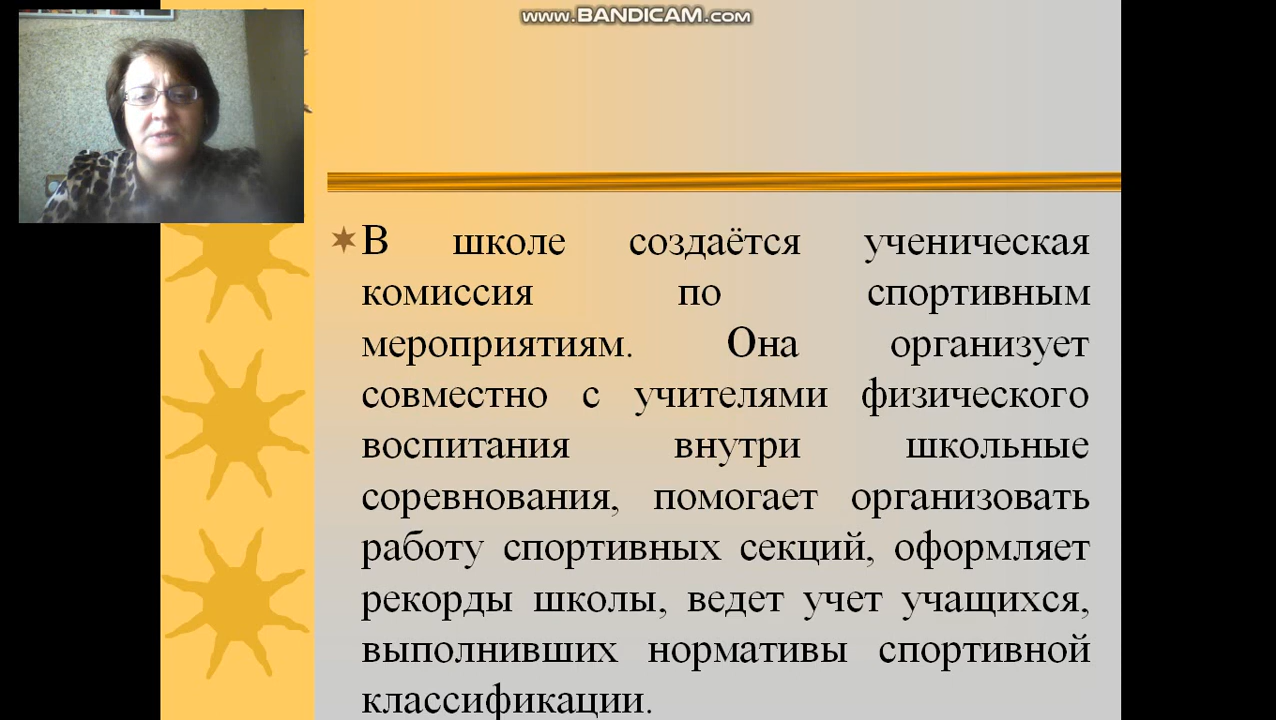 www.BANDICAM.com
В школе создаётся ученическая
комиссия по спортивным
мероприятиям. Она организует
совместно с учителями физического
воспитания внутри школьные
соревнования, помогает организовать
работу спортивных секций, оформляет
рекорды школы, ведет учет учащихся,
выполнивших нормативы спортивной
классификации.